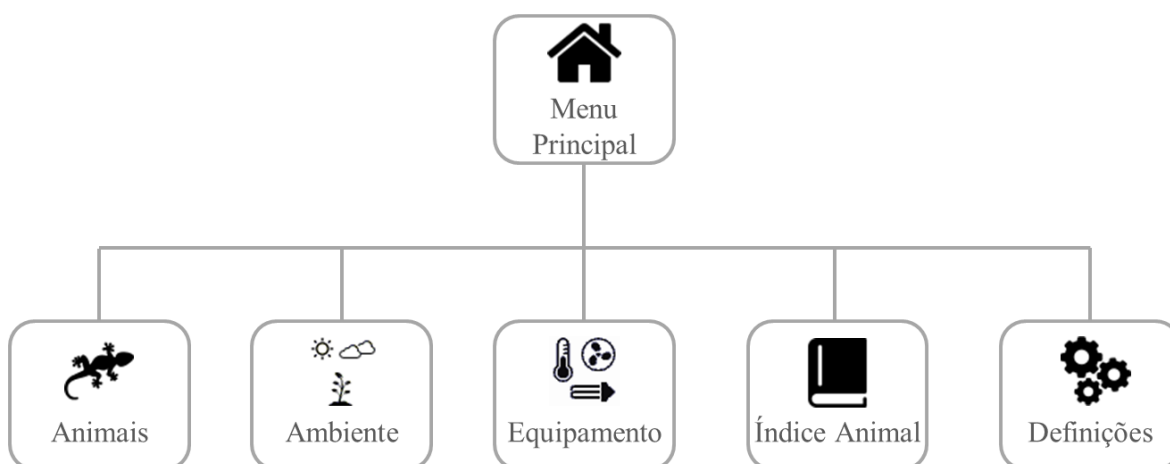 Menu
Principal
Animais
Ambiente
Equipamento
Índice Animal
Definições